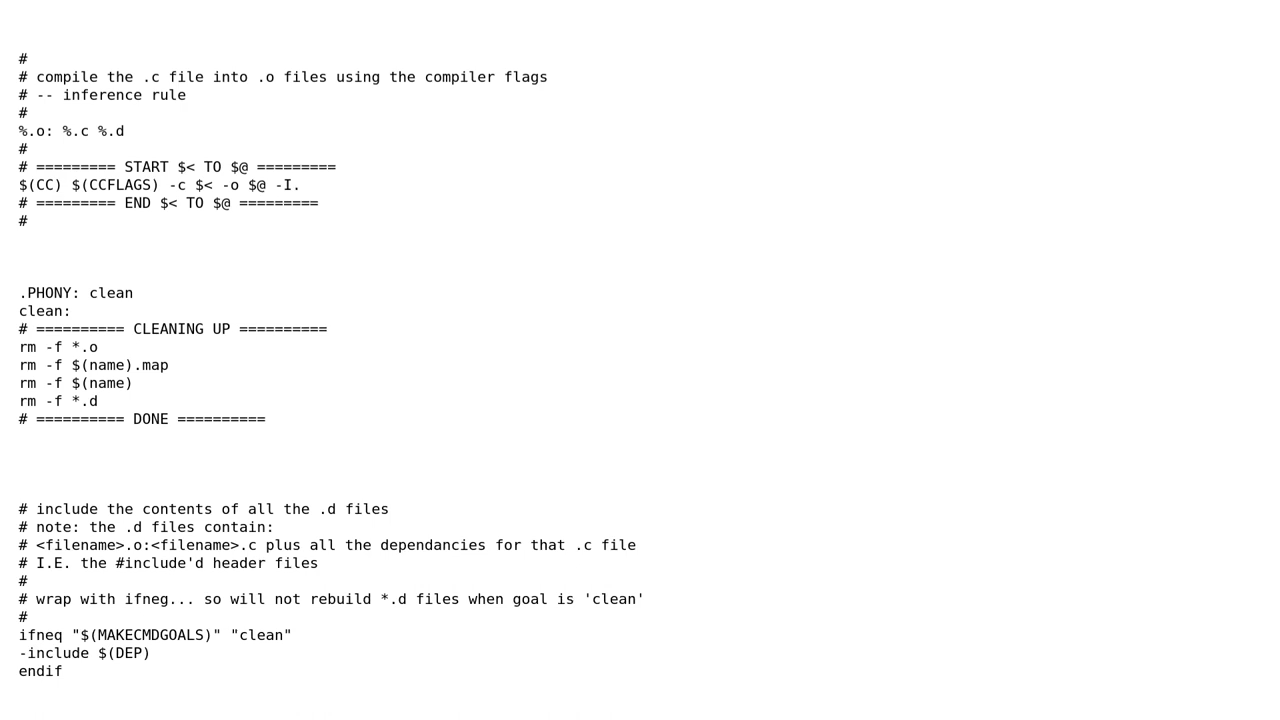 #
# compile the .c file into .o files using the compiler flags
# -- inference rule
#
%.o: %.c %.d
#
# ========= START $< TO $@ =========
$(CC) $(CCFLAGS) -c $< -o $@ -I.
# ========= END $< TO $@ =========
#
.PHONY: clean
clean:
# ========== CLEANING UP ==========
rm -f *.o
rm -f $(name).map
rm -f $(name)
rm -f *.d
# ========== DONE ==========
# include the contents of all the .d files
# note: the .d files contain:
# <filename>.o:<filename>.c plus all the dependancies for that .c file
# I.E. the #include'd header files
#
# wrap with ifneg... so will not rebuild *.d files when goal is 'clean'
#
ifneq "$(MAKECMDGOALS)" "clean"
-include $(DEP)
endif